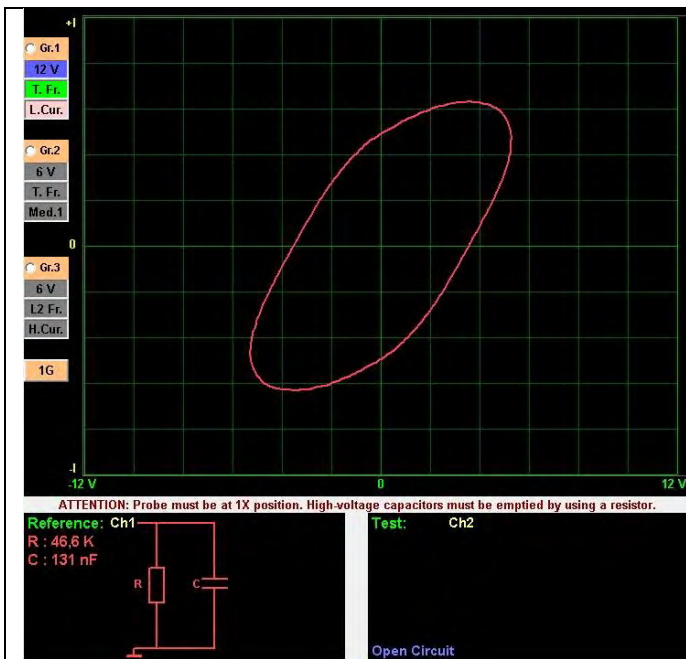 +I
Gr.1
12 V
T. Fr.
L.Cur.
Gr.2
6 V
T. Fr.
Med.1
0
Gr.3
6 V
L2 Fr.
H.Cur.
1G
-I
-12 V 0 12 V
ATTENTION: Probe must be at 1X position. High-voltage capacitors must be emptied by using a resistor.
Reference: Ch1
R : 46,6 K
C : 131 nF
R C
Test: Ch2
Open Circuit